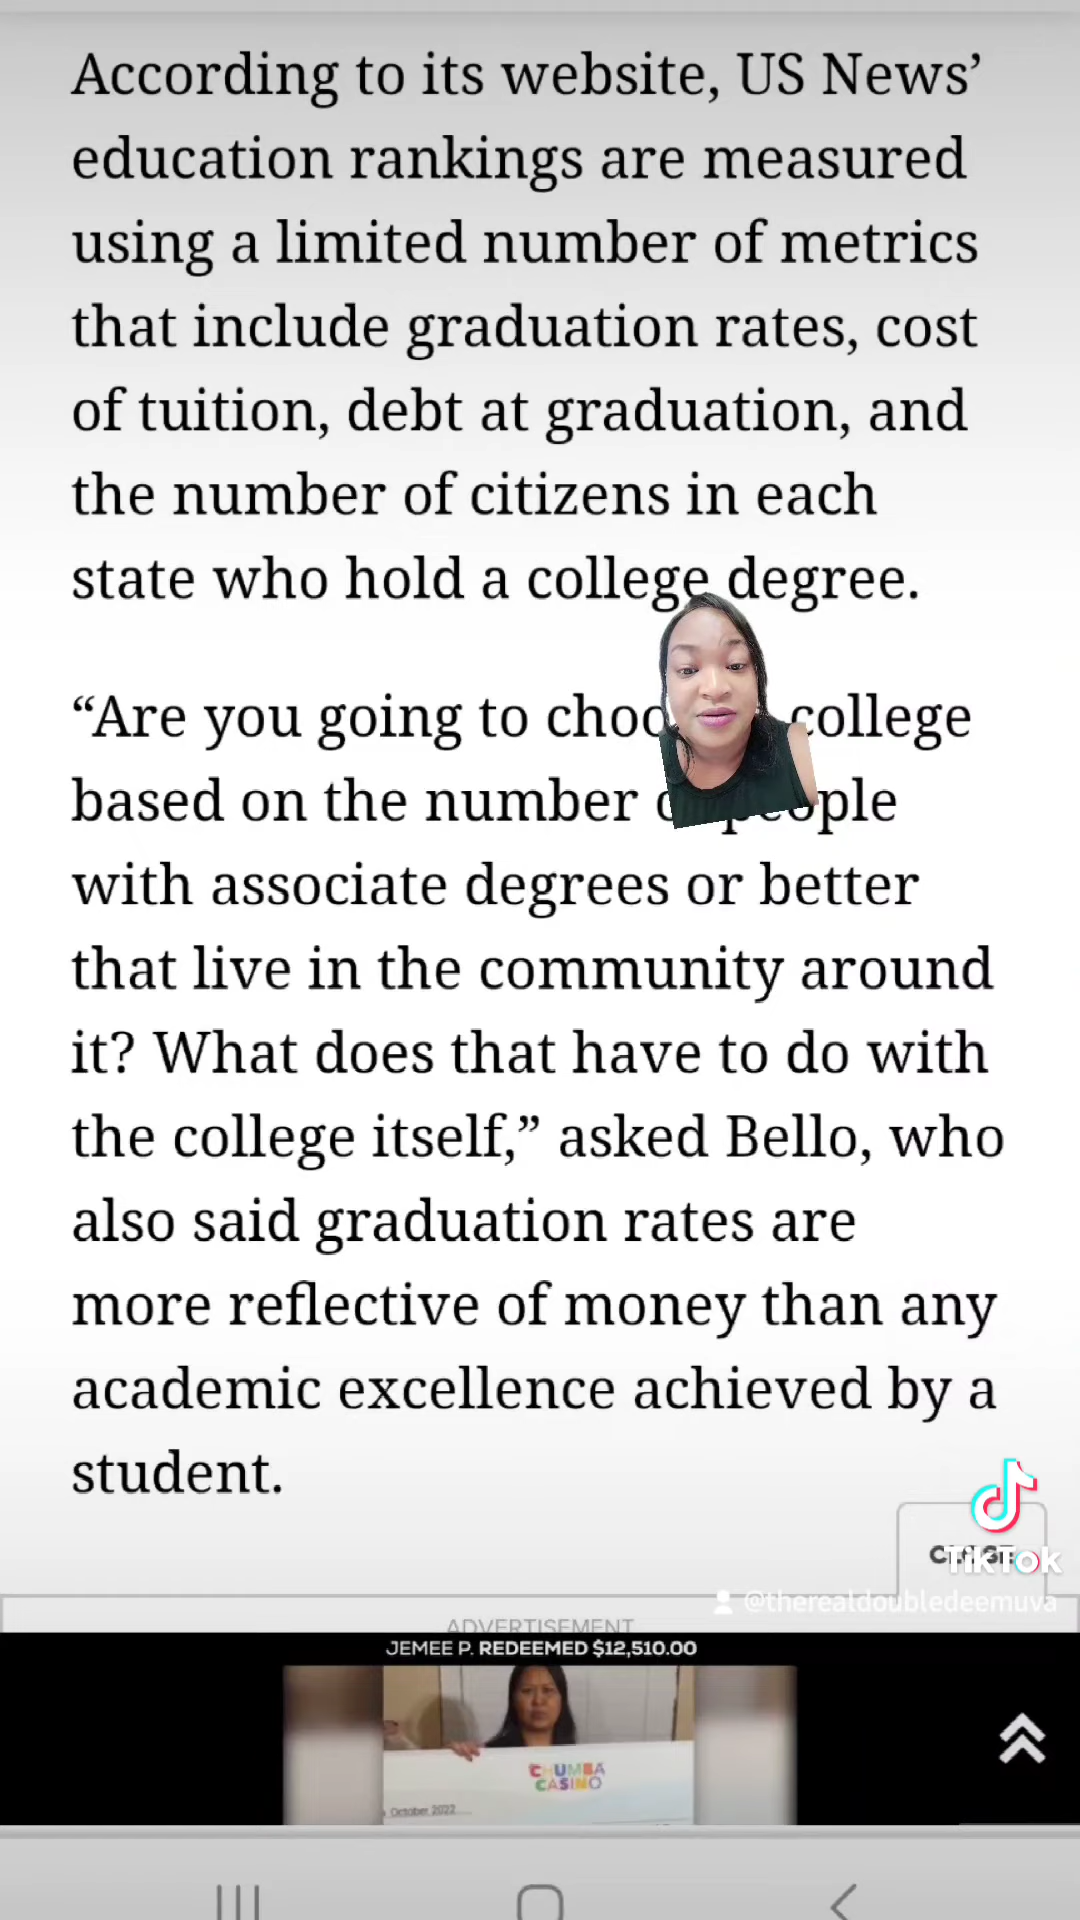 According to its website, US News’
education rankings are measured
using a limited number of metrics
that include graduation rates, cost
of tuition, debt at graduation, and
the number of citizens in each
state who hold a college degree.
“Are you going to college
based on the number people
with associate degrees or better
that live in the community around
it? What does that have to do with
the college itself,” asked Bello, who
also said graduation rates are
more reflective of money than any
academic excellence achieved by a
student.
TikTok
@therealdoubledeemuva
ADVERTISEMENT
JEMEE P. REDEEMED $12,510.00
CHUMBA
CASINO
October 2022